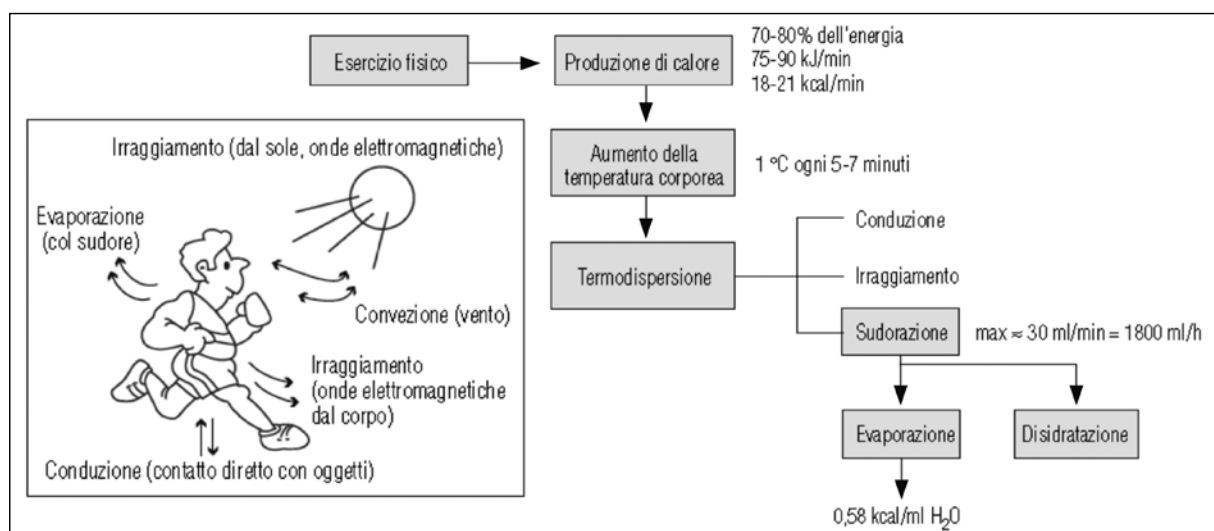 Esercizio fisico
Produzione di calore
70-80% dell'energia
75-90 kJ/min
18-21 kcal/min
Aumento della
temperatura corporea
1 °C ogni 5-7 minuti
Termodispersione
Conduzione
Irraggiamento
Sudorazione
max ≈ 30 ml/min = 1800 ml/h
Evaporazione
Disidratazione
0,58 kcal/ml H₂O
Irraggiamento (dal sole, onde elettromagnetiche)
Evaporazione
(col sudore)
Convezione (vento)
Irraggiamento
(onde elettromagnetiche
dal corpo)
Conduzione (contatto diretto con oggetti)